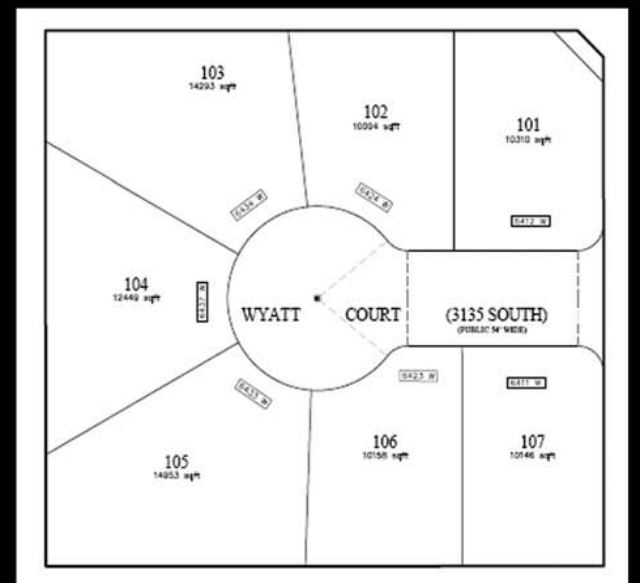 103
14293 sqft
102
10094 sqft
101
10310 sqft
6434 W
6424 W
6412 W
104
12449 sqft
6437 W
WYATT COURT (3135 SOUTH)
(PUBLIC 54' WIDE)
6433 W
6423 W
6411 W
105
14953 sqft
106
10158 sqft
107
10146 sqft